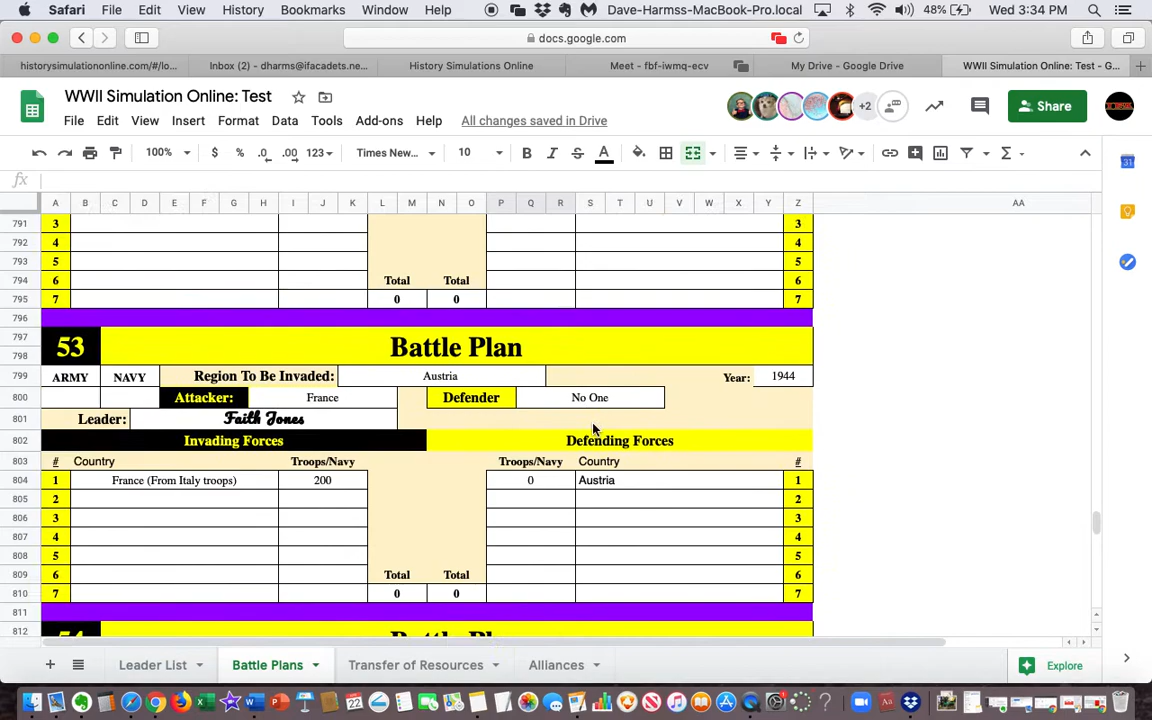 Safari File Edit View History Bookmarks Window Help Dave-Harmss-MacBook-Pro.local 48% Wed 3:34 PM
docs.google.com
historysimulationonline.com/#/lo... Inbox (2) - dharms@ifacadets.ne... History Simulations Online Meet - fbf-iwmq-ecv My Drive - Google Drive WWII Simulation Online: Test - G...
WWII Simulation Online: Test
+2 Share
File Edit View Insert Format Data Tools Add-ons Help All changes saved in Drive
100% $ % .0 .00 123 Times New... 10 B I S A
fx
A B C D E F G H I J K L M N O P Q R S T U V W X Y Z AA
791 3 3
792 4 4
793 5 5
794 6 Total Total 6
795 7 0 0 7
796
797 53 Battle Plan
798
799 ARMY NAVY Region To Be Invaded: Austria Year: 1944
800 Attacker: France Defender No One
801 Leader: Faith Jones
802 Invading Forces Defending Forces
803 # Country Troops/Navy Troops/Navy Country #
804 1 France (From Italy troops) 200 0 Austria 1
805 2 2
806 3 3
807 4 4
808 5 5
809 6 Total Total 6
810 7 0 0 7
811
812 54 Battle Plan
Leader List Battle Plans Transfer of Resources Alliances Explore